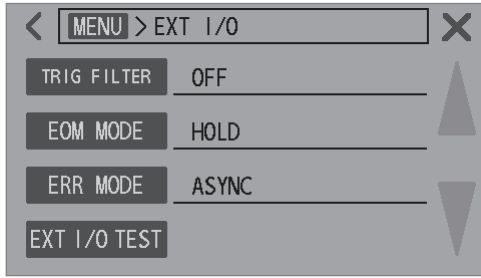 MENU > EXT I/O
TRIG FILTER OFF
EOM MODE HOLD
ERR MODE ASYNC
EXT I/O TEST